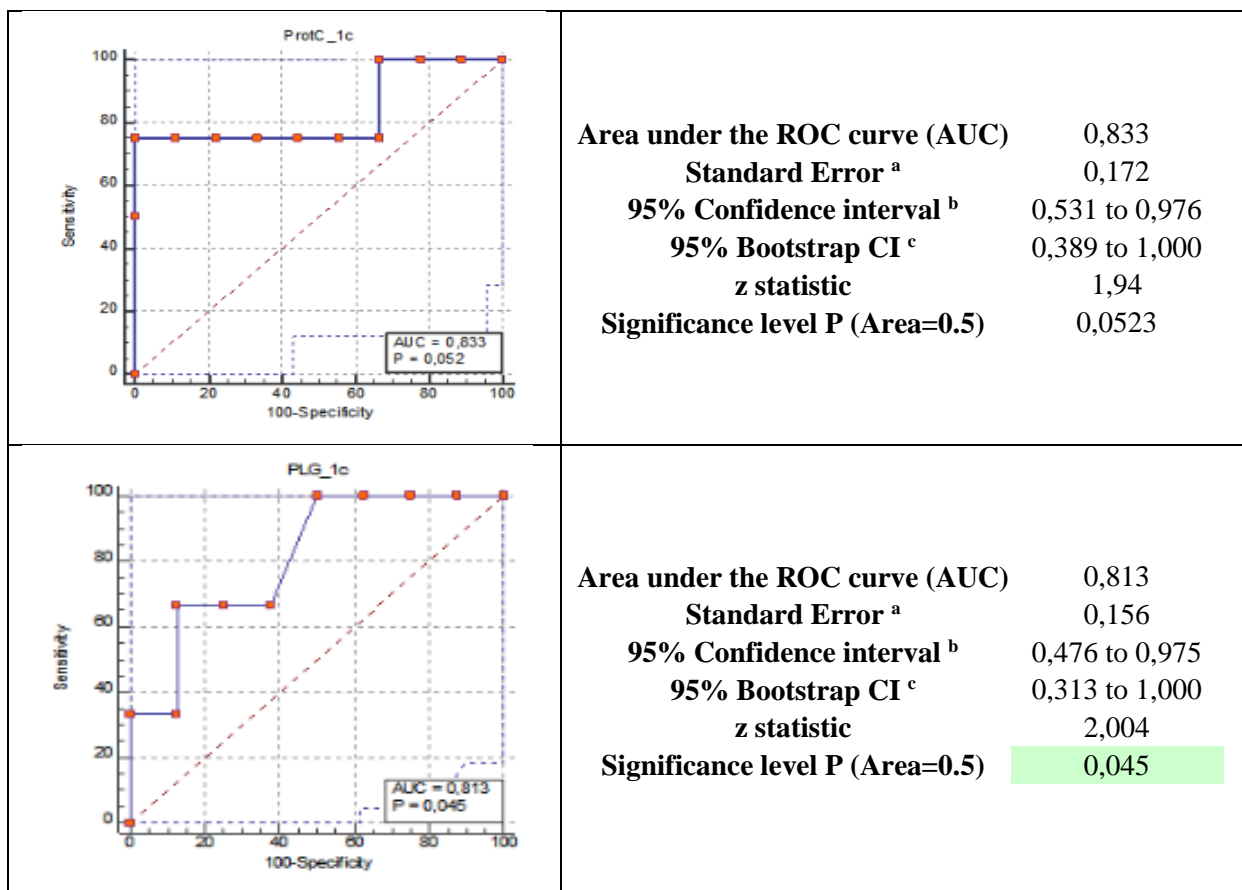 ProtC_1c
100
80
60
40
20
0
Sensitivity
AUC = 0,833
P = 0,052
0 20 40 60 80 100
100-Specificity
Area under the ROC curve (AUC) 0,833
Standard Error a 0,172
95% Confidence interval b 0,531 to 0,976
95% Bootstrap CI c 0,389 to 1,000
z statistic 1,94
Significance level P (Area=0.5) 0,0523
PLG_1c
100
80
60
40
20
0
Sensitivity
AUC = 0,813
P = 0,045
0 20 40 60 80 100
100-Specificity
Area under the ROC curve (AUC) 0,813
Standard Error a 0,156
95% Confidence interval b 0,476 to 0,975
95% Bootstrap CI c 0,313 to 1,000
z statistic 2,004
Significance level P (Area=0.5) 0,045